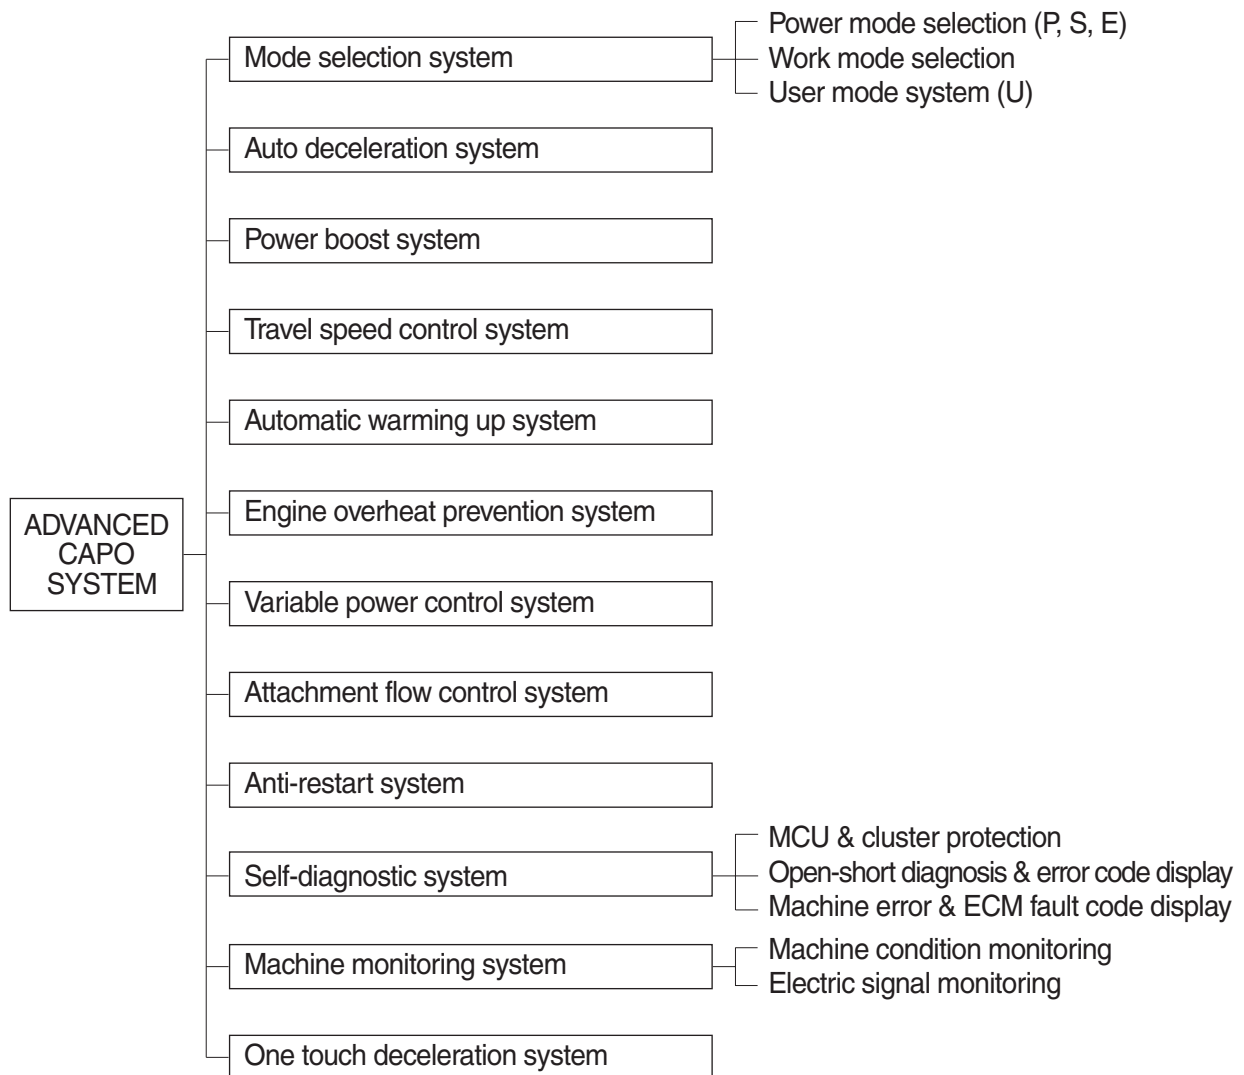 Power mode selection (P, S, E)
Mode selection system
Work mode selection
User mode system (U)
Auto deceleration system
Power boost system
Travel speed control system
Automatic warming up system
Engine overheat prevention system
ADVANCED
CAPO
SYSTEM
Variable power control system
Attachment flow control system
Anti-restart system
MCU & cluster protection
Self-diagnostic system
Open-short diagnosis & error code display
Machine error & ECM fault code display
Machine monitoring system
Machine condition monitoring
Electric signal monitoring
One touch deceleration system